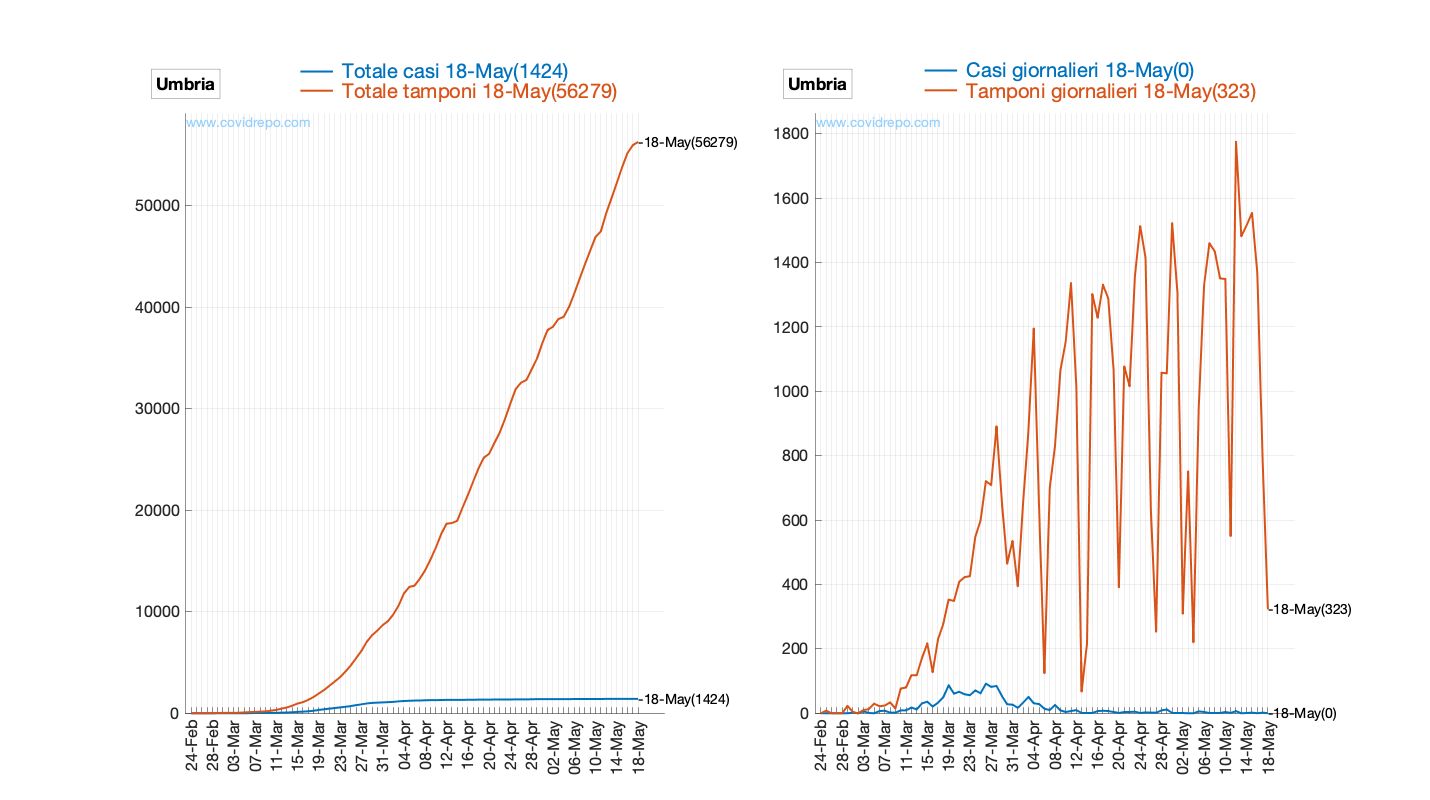 Umbria
Totale casi 18-May(1424)
Totale tamponi 18-May(56279)
www.covidrepo.com
18-May(56279)
50000
40000
30000
20000
10000
0
18-May(1424)
24-Feb
28-Feb
03-Mar
07-Mar
11-Mar
15-Mar
19-Mar
23-Mar
27-Mar
31-Mar
04-Apr
08-Apr
12-Apr
16-Apr
20-Apr
24-Apr
28-Apr
02-May
06-May
10-May
14-May
18-May
Umbria
Casi giornalieri 18-May(0)
Tamponi giornalieri 18-May(323)
www.covidrepo.com
1800
1600
1400
1200
1000
800
600
400
200
0
18-May(323)
18-May(0)
24-Feb
28-Feb
03-Mar
07-Mar
11-Mar
15-Mar
19-Mar
23-Mar
27-Mar
31-Mar
04-Apr
08-Apr
12-Apr
16-Apr
20-Apr
24-Apr
28-Apr
02-May
06-May
10-May
14-May
18-May